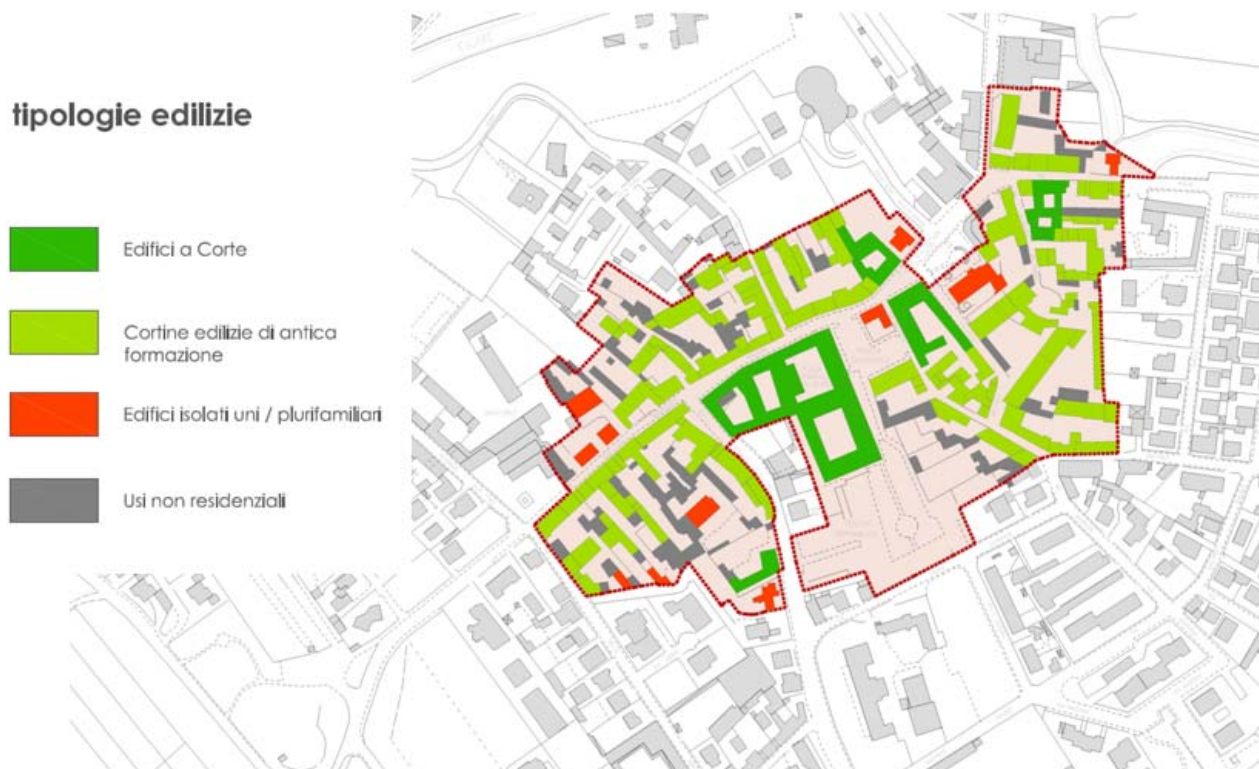 tipologie edilizie
Edifici a Corte
Cortine edilizie di antica
formazione
Edifici isolati uni / plurifamiliari
Usi non residenziali